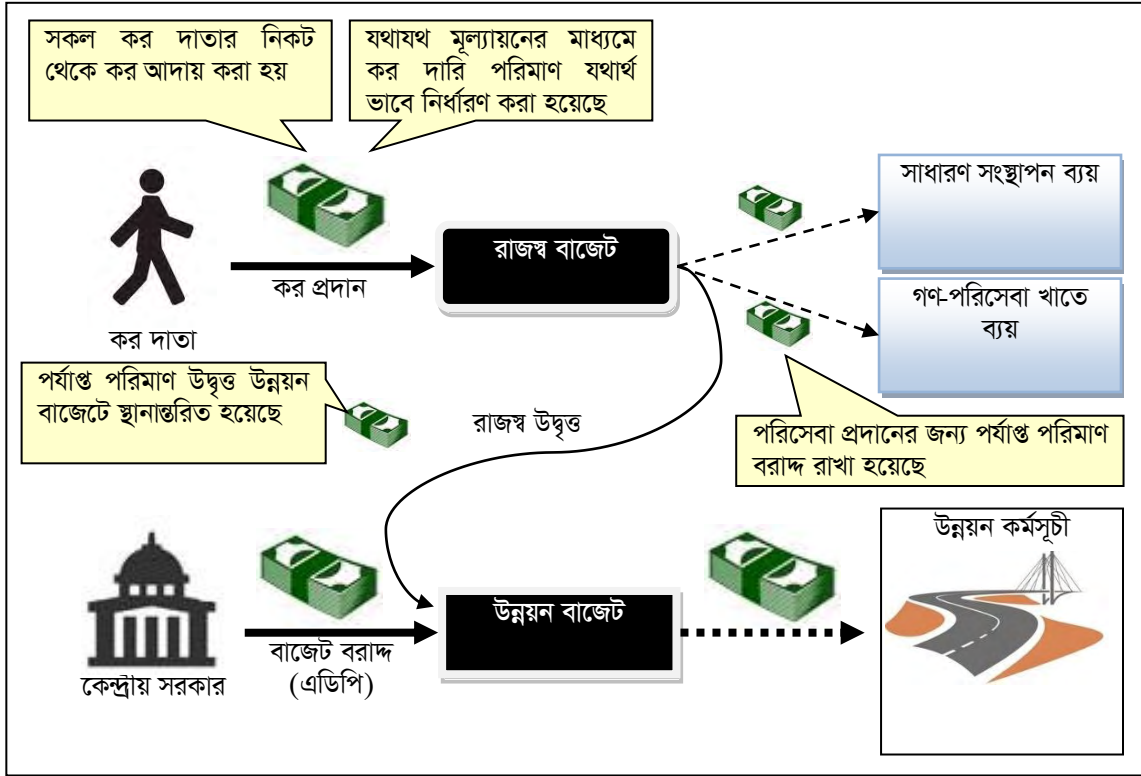 সকল কর দাতার নিকট
থেকে কর আদায় করা হয়
যথাযথ মূল্যায়নের মাধ্যমে
কর দারি পরিমাণ যথার্থ
ভাবে নির্ধারণ করা হয়েছে
সাধারণ সংস্থাপন ব্যয়
রাজস্ব বাজেট
কর প্রদান
গণ-পরিসেবা খাতে
ব্যয়
কর দাতা
পর্যাপ্ত পরিমাণ উদ্বৃত্ত উন্নয়ন
বাজেটে স্থানান্তরিত হয়েছে
রাজস্ব উদ্বৃত্ত
পরিসেবা প্রদানের জন্য পর্যাপ্ত পরিমাণ
বরাদ্দ রাখা হয়েছে
উন্নয়ন কর্মসূচী
উন্নয়ন বাজেট
বাজেট বরাদ্দ
(এডিপি)
কেন্দ্রীয় সরকার